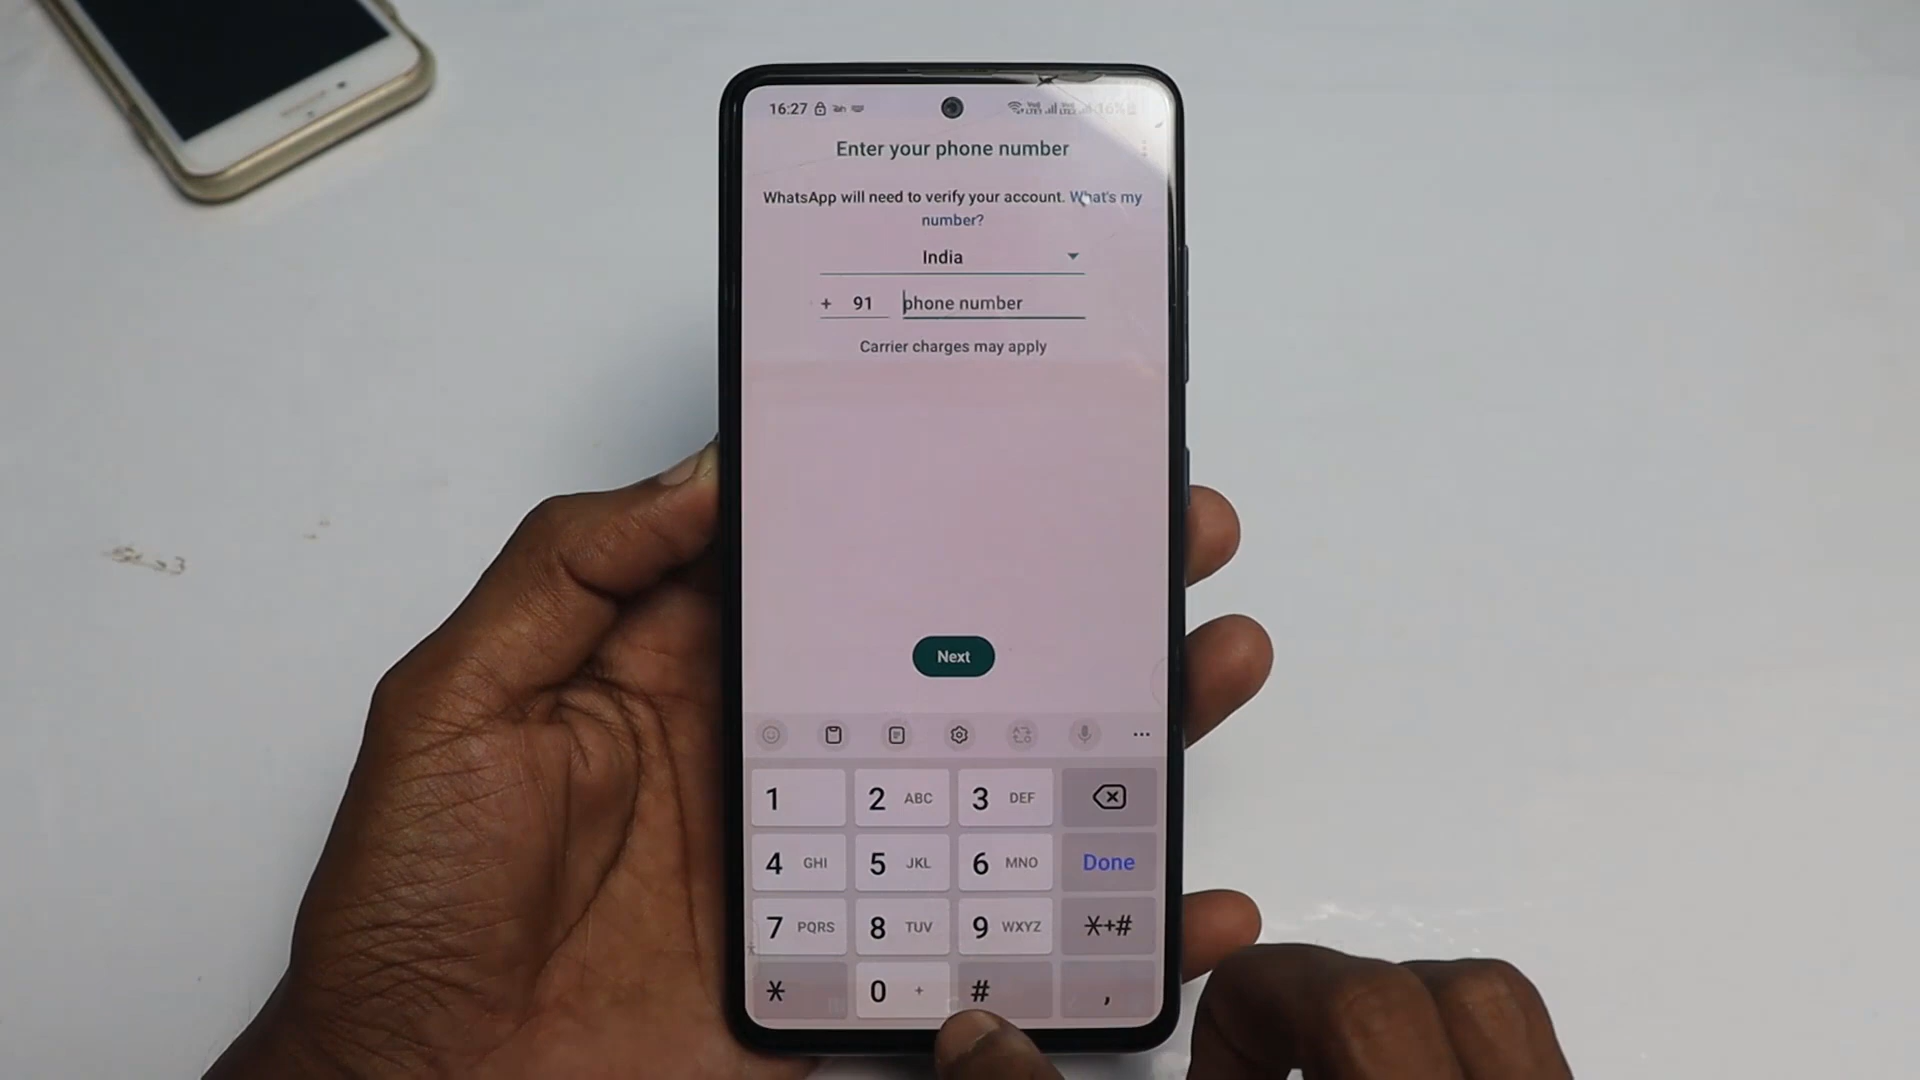 16:27
16%
Enter your phone number
WhatsApp will need to verify your account. What's my
number?
India
+ 91 phone number
Carrier charges may apply
Next
1 2 ABC 3 DEF
4 GHI 5 JKL 6 MNO Done
7 PQRS 8 TUV 9 WXYZ *+#
* 0 + # ,